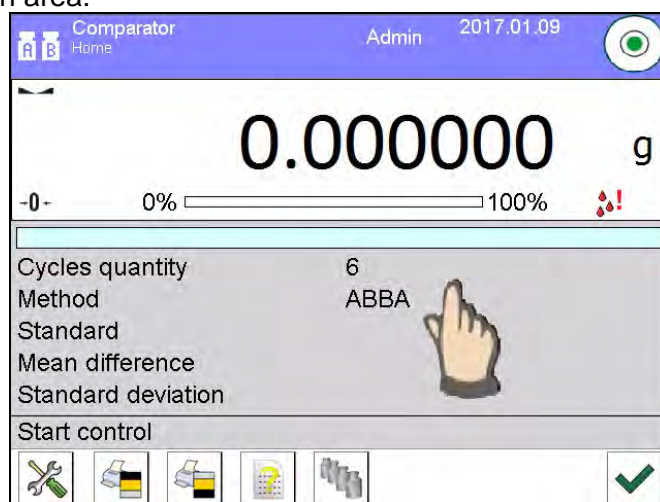 n area.
Comparator Admin 2017.01.09
Home
A B
0.000000 g
→0← 0% 100% !
Cycles quantity 6
Method ABBA
Standard
Mean difference
Standard deviation
Start control
?